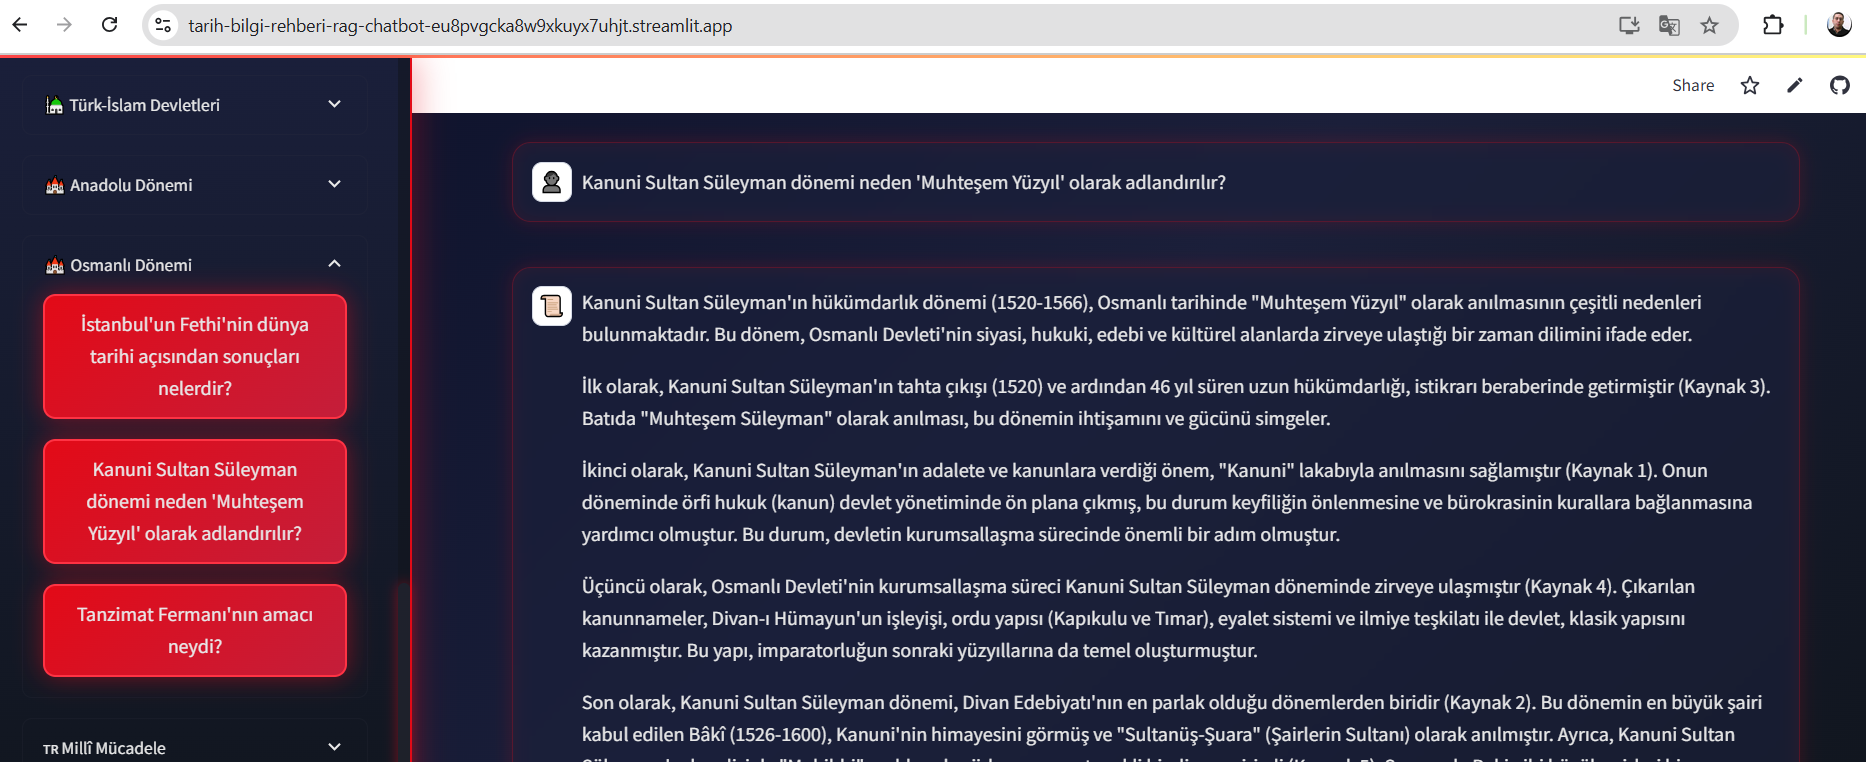 tarih-bilgi-rehberi-rag-chatbot-eu8pvgcka8w9xkuyx7uhjt.streamlit.app
Share
Türk-İslam Devletleri
Anadolu Dönemi
Osmanlı Dönemi
İstanbul'un Fethi'nin dünya
tarihi açısından sonuçları
nelerdir?
Kanuni Sultan Süleyman
dönemi neden 'Muhteşem
Yüzyıl' olarak adlandırılır?
Tanzimat Fermanı'nın amacı
neydi?
TR Millî Mücadele
Kanuni Sultan Süleyman dönemi neden 'Muhteşem Yüzyıl' olarak adlandırılır?
Kanuni Sultan Süleyman'ın hükümdarlık dönemi (1520-1566), Osmanlı tarihinde "Muhteşem Yüzyıl" olarak anılmasının çeşitli nedenleri
bulunmaktadır. Bu dönem, Osmanlı Devleti'nin siyasi, hukuki, edebi ve kültürel alanlarda zirveye ulaştığı bir zaman dilimini ifade eder.
İlk olarak, Kanuni Sultan Süleyman'ın tahta çıkışı (1520) ve ardından 46 yıl süren uzun hükümdarlığı, istikrarı beraberinde getirmiştir (Kaynak 3).
Batıda "Muhteşem Süleyman" olarak anılması, bu dönemin ihtişamını ve gücünü simgeler.
İkinci olarak, Kanuni Sultan Süleyman'ın adalete ve kanunlara verdiği önem, "Kanuni" lakabıyla anılmasını sağlamıştır (Kaynak 1). Onun
döneminde örfi hukuk (kanun) devlet yönetiminde ön plana çıkmış, bu durum keyfiliğin önlenmesine ve bürokrasinin kurallara bağlanmasına
yardımcı olmuştur. Bu durum, devletin kurumsallaşma sürecinde önemli bir adım olmuştur.
Üçüncü olarak, Osmanlı Devleti'nin kurumsallaşma süreci Kanuni Sultan Süleyman döneminde zirveye ulaşmıştır (Kaynak 4). Çıkarılan
kanunnameler, Divan-ı Hümayun'un işleyişi, ordu yapısı (Kapıkulu ve Tımar), eyalet sistemi ve ilmiye teşkilatı ile devlet, klasik yapısını
kazanmıştır. Bu yapı, imparatorluğun sonraki yüzyıllarına da temel oluşturmuştur.
Son olarak, Kanuni Sultan Süleyman dönemi, Divan Edebiyatı'nın en parlak olduğu dönemlerden biridir (Kaynak 2). Bu dönemin en büyük şairi
kabul edilen Bâkî (1526-1600), Kanuni'nin himayesini görmüş ve "Sultanüş-Şuara" (Şairlerin Sultanı) olarak anılmıştır. Ayrıca, Kanuni Sultan